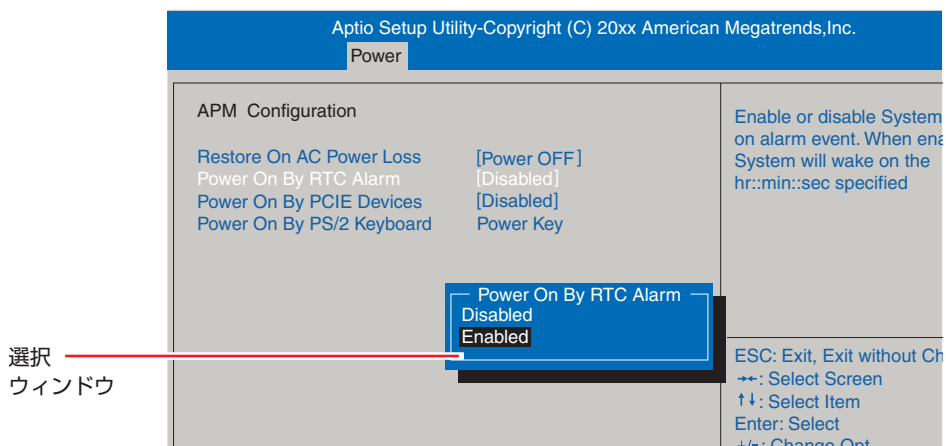 Aptio Setup Utility-Copyright (C) 20xx American Megatrends,Inc.
Power
APM Configuration
Restore On AC Power Loss [Power OFF]
Power On By RTC Alarm [Disabled]
Power On By PCIE Devices [Disabled]
Power On By PS/2 Keyboard Power Key
Enable or disable System
on alarm event. When ena
System will wake on the
hr::min::sec specified
Power On By RTC Alarm
Disabled
Enabled
選択
ウィンドウ
ESC: Exit, Exit without Ch
→←: Select Screen
↑↓: Select Item
Enter: Select
+/-: Change Opt